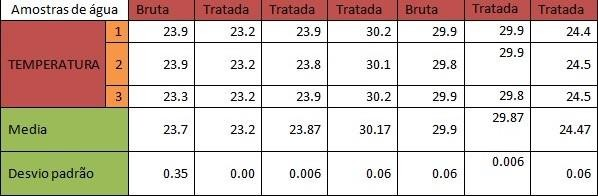 Amostras de água Bruta Tratada Tratada Tratada Bruta Tratada Tratada
TEMPERATURA
1 23.9 23.2 23.9 30.2 29.9 29.9 24.4
2 23.9 23.2 23.8 30.1 29.8 29.9 24.5
3 23.3 23.2 23.9 30.2 29.9 29.8 24.5
Media 23.7 23.2 23.87 30.17 29.9 29.87 24.47
Desvio padrão 0.35 0.00 0.006 0.06 0.06 0.006 0.06